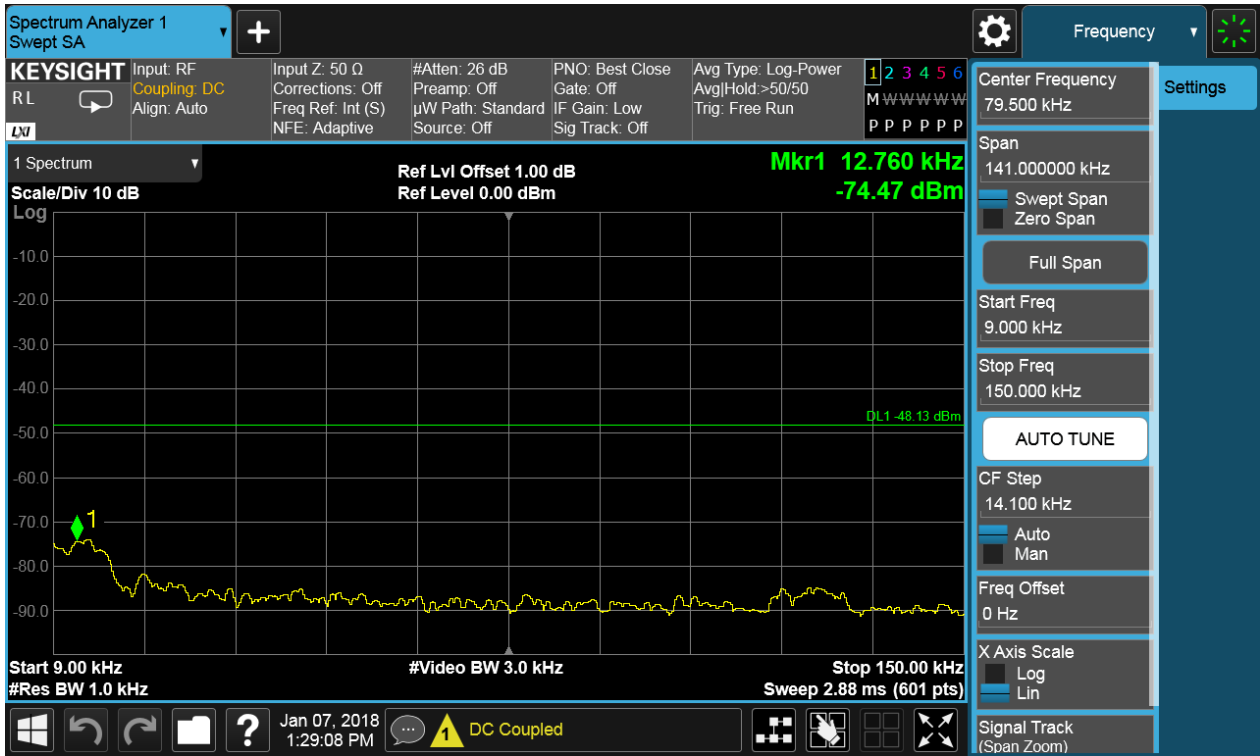 Spectrum Analyzer 1
Swept SA
+
Frequency
KEYSIGHT
RL
LXI
Input: RF
Coupling: DC
Align: Auto
Input Z: 50 Ω
Corrections: Off
Freq Ref: Int (S)
NFE: Adaptive
#Atten: 26 dB
Preamp: Off
µW Path: Standard
Source: Off
PNO: Best Close
Gate: Off
IF Gain: Low
Sig Track: Off
Avg Type: Log-Power
Avg|Hold:>50/50
Trig: Free Run
1 2 3 4 5 6
M W W W W W
P P P P P P
1 Spectrum
Scale/Div 10 dB
Log
Ref Lvl Offset 1.00 dB
Ref Level 0.00 dBm
Mkr1 12.760 kHz
-74.47 dBm
-10.0
-20.0
-30.0
-40.0
DL1 -48.13 dBm
-50.0
-60.0
-70.0
1
-80.0
-90.0
Start 9.00 kHz
#Res BW 1.0 kHz
#Video BW 3.0 kHz
Stop 150.00 kHz
Sweep 2.88 ms (601 pts)
Center Frequency
79.500 kHz
Span
141.000000 kHz
Swept Span
Zero Span
Full Span
Start Freq
9.000 kHz
Stop Freq
150.000 kHz
AUTO TUNE
CF Step
14.100 kHz
Auto
Man
Freq Offset
0 Hz
X Axis Scale
Log
Lin
Signal Track
(Span Zoom)
Settings
?
Jan 07, 2018
1:29:08 PM
1
DC Coupled